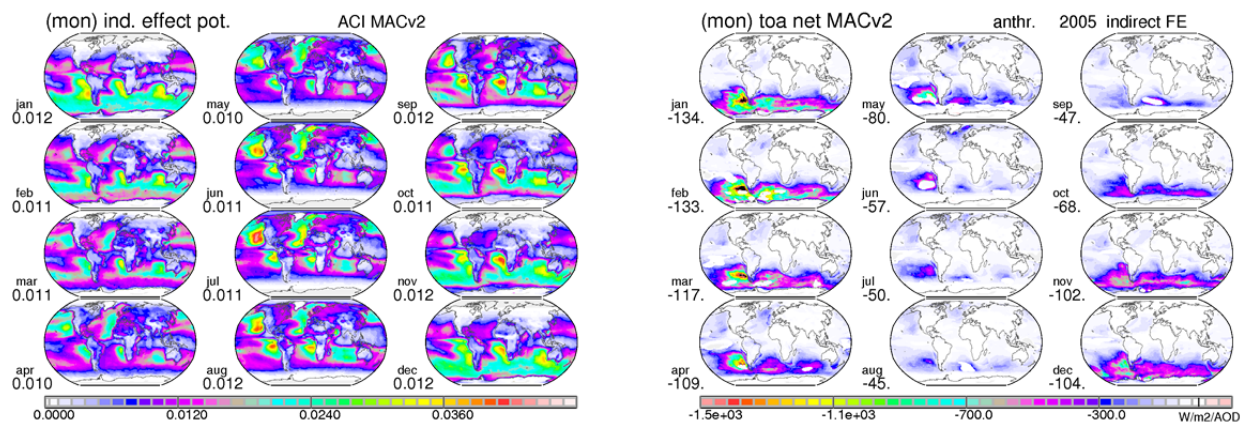 (mon) ind. effect pot. ACI MACv2
jan
0.012
may
0.010
sep
0.012
feb
0.011
jun
0.011
oct
0.011
mar
0.011
jul
0.011
nov
0.012
apr
0.010
aug
0.012
dec
0.012
0.0000 0.0120 0.0240 0.0360
(mon) toa net MACv2 anthr. 2005 indirect FE
jan
-134.
may
-80.
sep
-47.
feb
-133.
jun
-57.
oct
-68.
mar
-117.
jul
-50.
nov
-102.
apr
-109.
aug
-45.
dec
-104.
-1.5e+03 -1.1e+03 -700.0 -300.0 W/m2/AOD